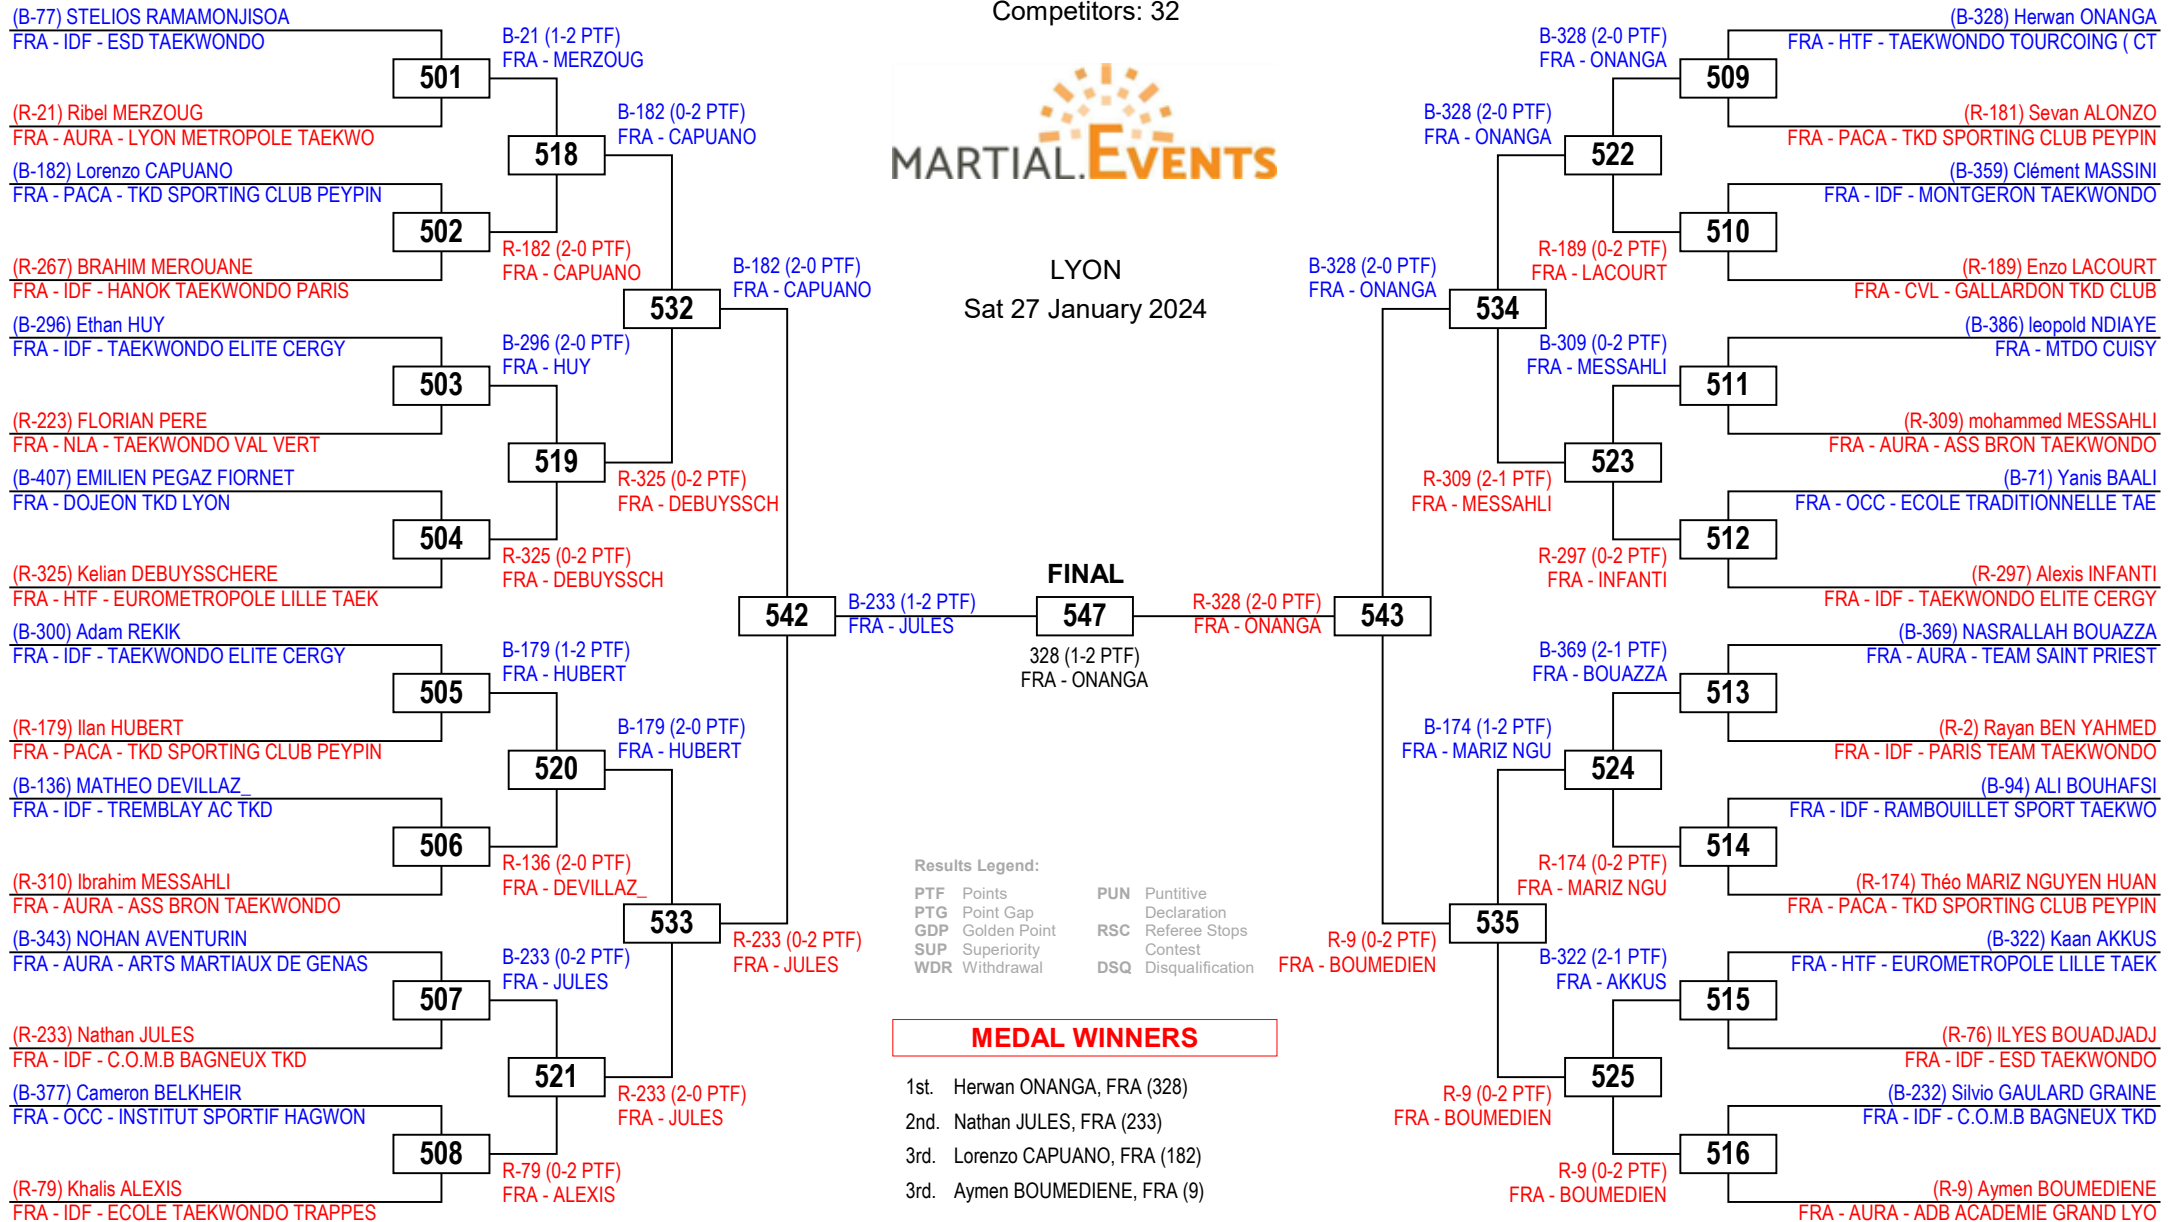 Competitors: 32
MARTIAL.EVENTS
LYON
Sat 27 January 2024
(B-77) STELIOS RAMAMONJISOA
FRA - IDF - ESD TAEKWONDO
501
(R-21) Ribel MERZOUG
FRA - AURA - LYON METROPOLE TAEKWO
(B-182) Lorenzo CAPUANO
FRA - PACA - TKD SPORTING CLUB PEYPIN
502
(R-267) BRAHIM MEROUANE
FRA - IDF - HANOK TAEKWONDO PARIS
(B-296) Ethan HUY
FRA - IDF - TAEKWONDO ELITE CERGY
503
(R-223) FLORIAN PERE
FRA - NLA - TAEKWONDO VAL VERT
(B-407) EMILIEN PEGAZ FIORNET
FRA - DOJEON TKD LYON
504
(R-325) Kelian DEBUYSSCHERE
FRA - HTF - EUROMETROPOLE LILLE TAEK
(B-300) Adam REKIK
FRA - IDF - TAEKWONDO ELITE CERGY
505
(R-179) Ilan HUBERT
FRA - PACA - TKD SPORTING CLUB PEYPIN
(B-136) MATHEO DEVILLAZ_
FRA - IDF - TREMBLAY AC TKD
506
(R-310) Ibrahim MESSAHLI
FRA - AURA - ASS BRON TAEKWONDO
(B-343) NOHAN AVENTURIN
FRA - AURA - ARTS MARTIAUX DE GENAS
507
(R-233) Nathan JULES
FRA - IDF - C.O.M.B BAGNEUX TKD
(B-377) Cameron BELKHEIR
FRA - OCC - INSTITUT SPORTIF HAGWON
508
(R-79) Khalis ALEXIS
FRA - IDF - ECOLE TAEKWONDO TRAPPES
B-21 (1-2 PTF)
FRA - MERZOUG
518
R-182 (2-0 PTF)
FRA - CAPUANO
B-296 (2-0 PTF)
FRA - HUY
519
R-325 (0-2 PTF)
FRA - DEBUYSSCH
B-179 (1-2 PTF)
FRA - HUBERT
520
R-136 (2-0 PTF)
FRA - DEVILLAZ_
B-233 (0-2 PTF)
FRA - JULES
521
R-79 (0-2 PTF)
FRA - ALEXIS
B-182 (0-2 PTF)
FRA - CAPUANO
532
R-325 (0-2 PTF)
FRA - DEBUYSSCH
B-179 (2-0 PTF)
FRA - HUBERT
533
R-233 (2-0 PTF)
FRA - JULES
B-182 (2-0 PTF)
FRA - CAPUANO
542
R-233 (0-2 PTF)
FRA - JULES
B-233 (1-2 PTF)
FRA - JULES
FINAL
547
328 (1-2 PTF)
FRA - ONANGA
R-328 (2-0 PTF)
FRA - ONANGA
B-328 (2-0 PTF)
FRA - ONANGA
543
R-9 (0-2 PTF)
FRA - BOUMEDIEN
B-328 (2-0 PTF)
FRA - ONANGA
534
R-309 (2-1 PTF)
FRA - MESSAHLI
B-174 (1-2 PTF)
FRA - MARIZ NGU
535
R-9 (0-2 PTF)
FRA - BOUMEDIEN
B-328 (2-0 PTF)
FRA - ONANGA
522
R-189 (0-2 PTF)
FRA - LACOURT
B-309 (0-2 PTF)
FRA - MESSAHLI
523
R-297 (0-2 PTF)
FRA - INFANTI
B-369 (2-1 PTF)
FRA - BOUAZZA
524
R-174 (0-2 PTF)
FRA - MARIZ NGU
B-322 (2-1 PTF)
FRA - AKKUS
525
R-9 (0-2 PTF)
FRA - BOUMEDIEN
(B-328) Herwan ONANGA
FRA - HTF - TAEKWONDO TOURCOING ( CT
509
(R-181) Sevan ALONZO
FRA - PACA - TKD SPORTING CLUB PEYPIN
(B-359) Clément MASSINI
FRA - IDF - MONTGERON TAEKWONDO
510
(R-189) Enzo LACOURT
FRA - CVL - GALLARDON TKD CLUB
(B-386) leopold NDIAYE
FRA - MTDO CUISY
511
(R-309) mohammed MESSAHLI
FRA - AURA - ASS BRON TAEKWONDO
(B-71) Yanis BAALI
FRA - OCC - ECOLE TRADITIONNELLE TAE
512
(R-297) Alexis INFANTI
FRA - IDF - TAEKWONDO ELITE CERGY
(B-369) NASRALLAH BOUAZZA
FRA - AURA - TEAM SAINT PRIEST
513
(R-2) Rayan BEN YAHMED
FRA - IDF - PARIS TEAM TAEKWONDO
(B-94) ALI BOUHAFSI
FRA - IDF - RAMBOUILLET SPORT TAEKWO
514
(R-174) Théo MARIZ NGUYEN HUAN
FRA - PACA - TKD SPORTING CLUB PEYPIN
(B-322) Kaan AKKUS
FRA - HTF - EUROMETROPOLE LILLE TAEK
515
(R-76) ILYES BOUADJADJ
FRA - IDF - ESD TAEKWONDO
(B-232) Silvio GAULARD GRAINE
FRA - IDF - C.O.M.B BAGNEUX TKD
516
(R-9) Aymen BOUMEDIENE
FRA - AURA - ADB ACADEMIE GRAND LYO
Results Legend:
PTF Points PUN Puntitive
PTG Point Gap Declaration
GDP Golden Point RSC Referee Stops
SUP Superiority Contest
WDR Withdrawal DSQ Disqualification
MEDAL WINNERS
1st. Herwan ONANGA, FRA (328)
2nd. Nathan JULES, FRA (233)
3rd. Lorenzo CAPUANO, FRA (182)
3rd. Aymen BOUMEDIENE, FRA (9)